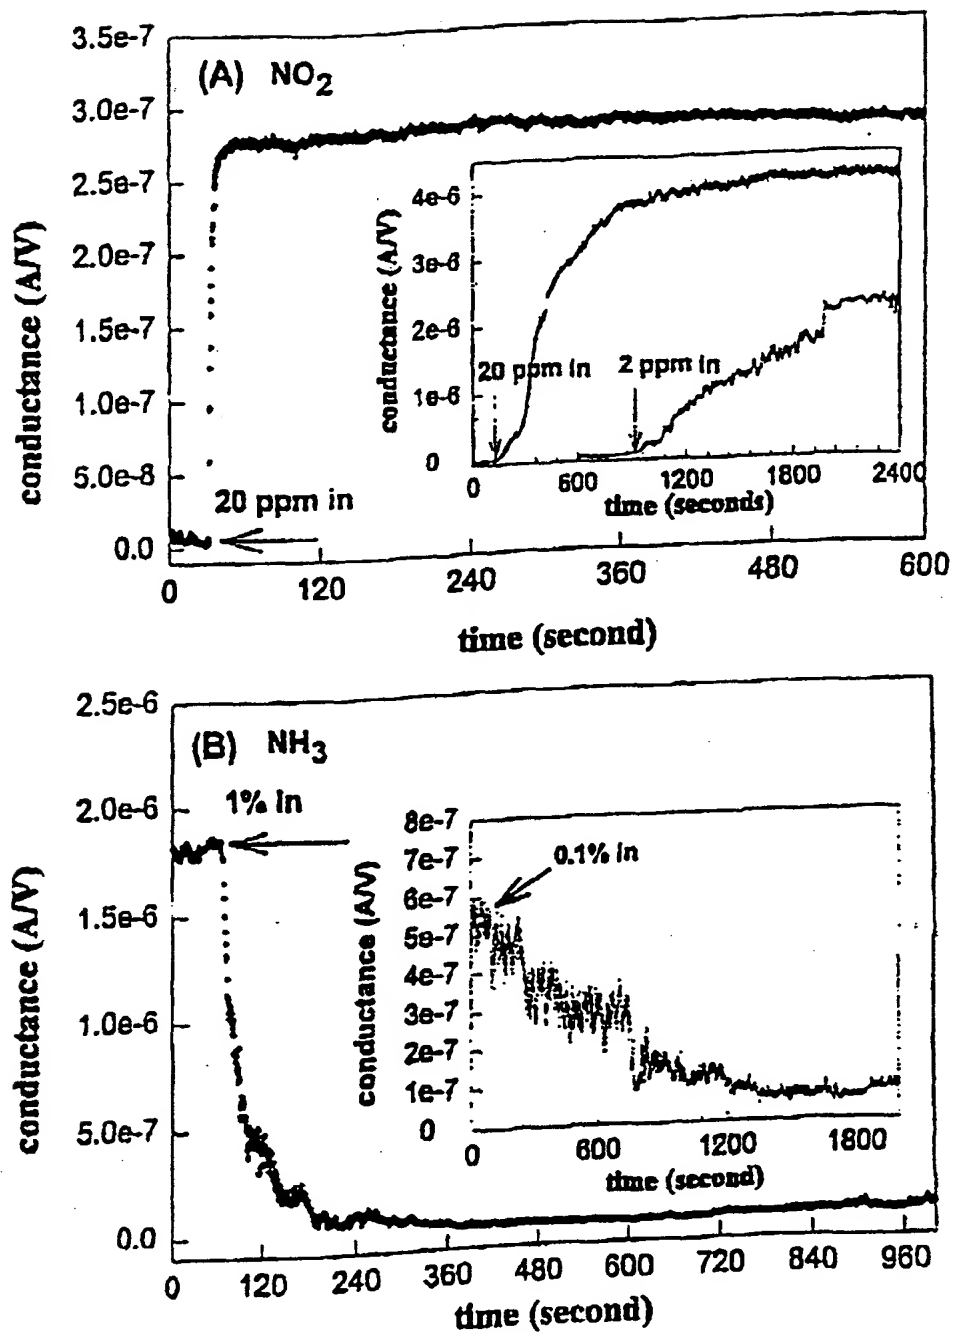 3.5e-7
(A) NO2
3.0e-7
2.5e-7
2.0e-7
1.5e-7
1.0e-7
5.0e-8
0.0
conductance (A/V)
20 ppm in
0 120 240 360 480 600
time (second)
4e-6
3e-6
2e-6
1e-6
0
conductance (A/V)
20 ppm in 2 ppm in
0 600 1200 1800 2400
time (seconds)
2.5e-6
(B) NH3
2.0e-6
1.5e-6
1.0e-6
5.0e-7
0.0
conductance (A/V)
1% in
0 120 240 360 480 600 720 840 960
time (second)
8e-7
7e-7
6e-7
5e-7
4e-7
3e-7
2e-7
1e-7
0
conductance (A/V)
0.1% in
0 600 1200 1800
time (second)